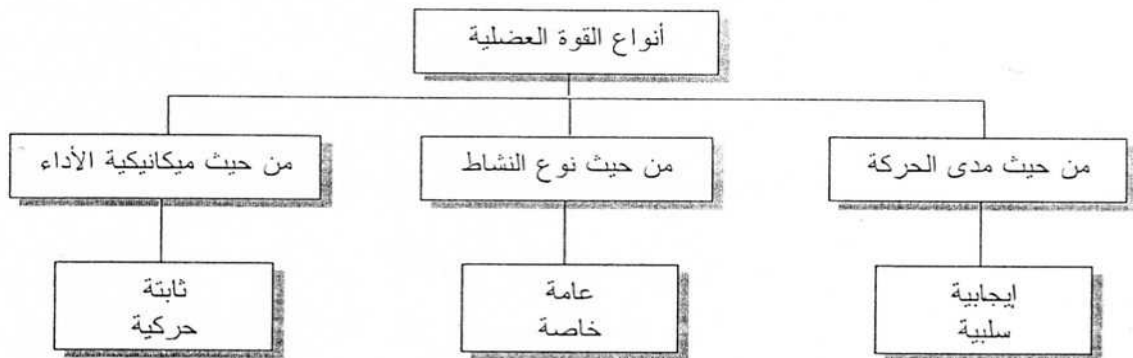 أنواع القوة العضلية
من حيث مدى الحركة
من حيث نوع النشاط
من حيث ميكانيكية الأداء
إيجابية
سلبية
عامة
خاصة
ثابتة
حركية